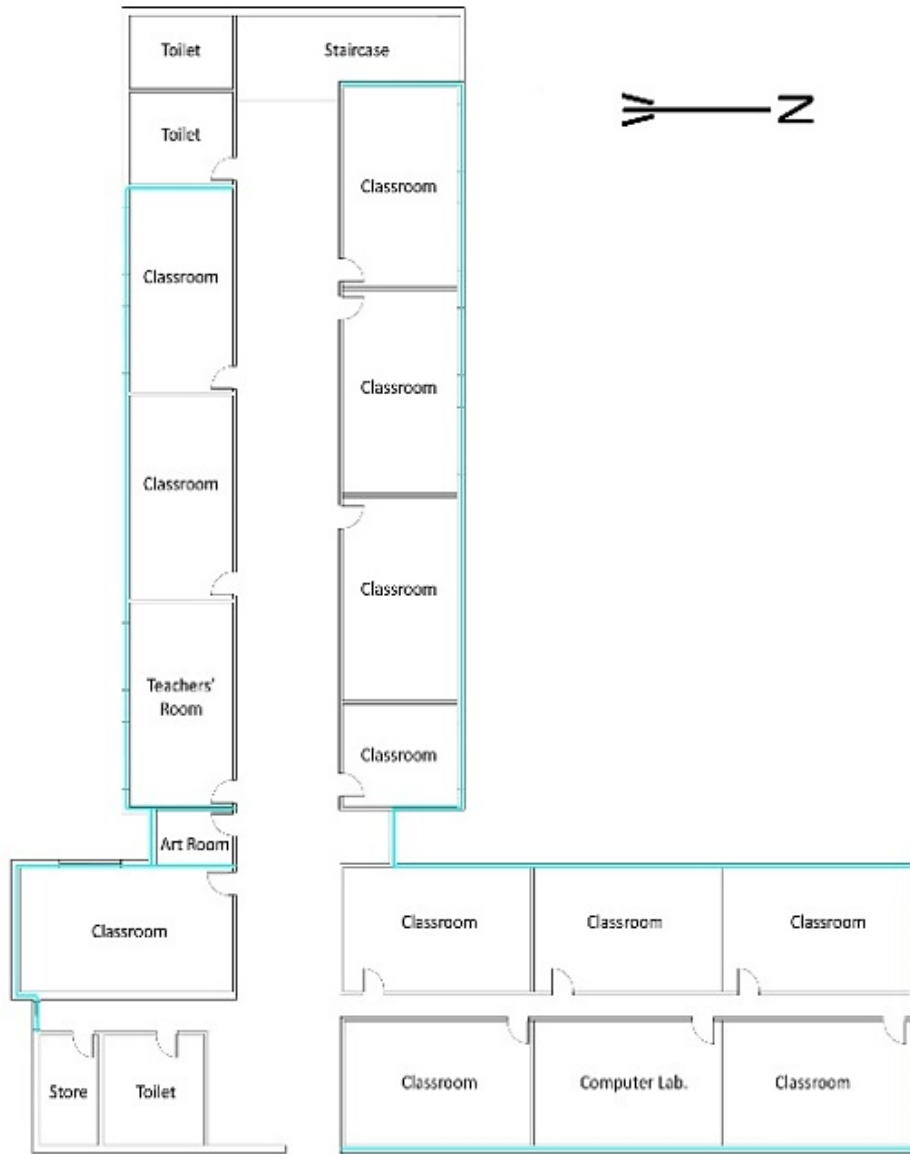 Toilet
Staircase
Toilet
Classroom
Classroom
Classroom
Classroom
Classroom
Teachers'
Room
Classroom
Art Room
Classroom
Classroom
Classroom
Classroom
Store
Toilet
Classroom
Computer Lab.
Classroom
N